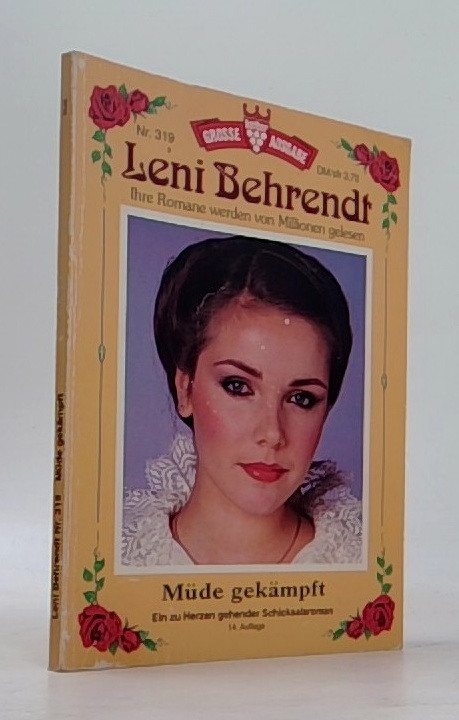 Nr. 319
GROSSE AUSGABE
DM/sfr 3.70
Leni Behrendt
Ihre Romane werden von Millionen gelesen
Müde gekämpft
Ein zu Herzen gehender Schicksalsroman
14. Auflage
Leni Behrendt Nr. 319 Müde gekämpft